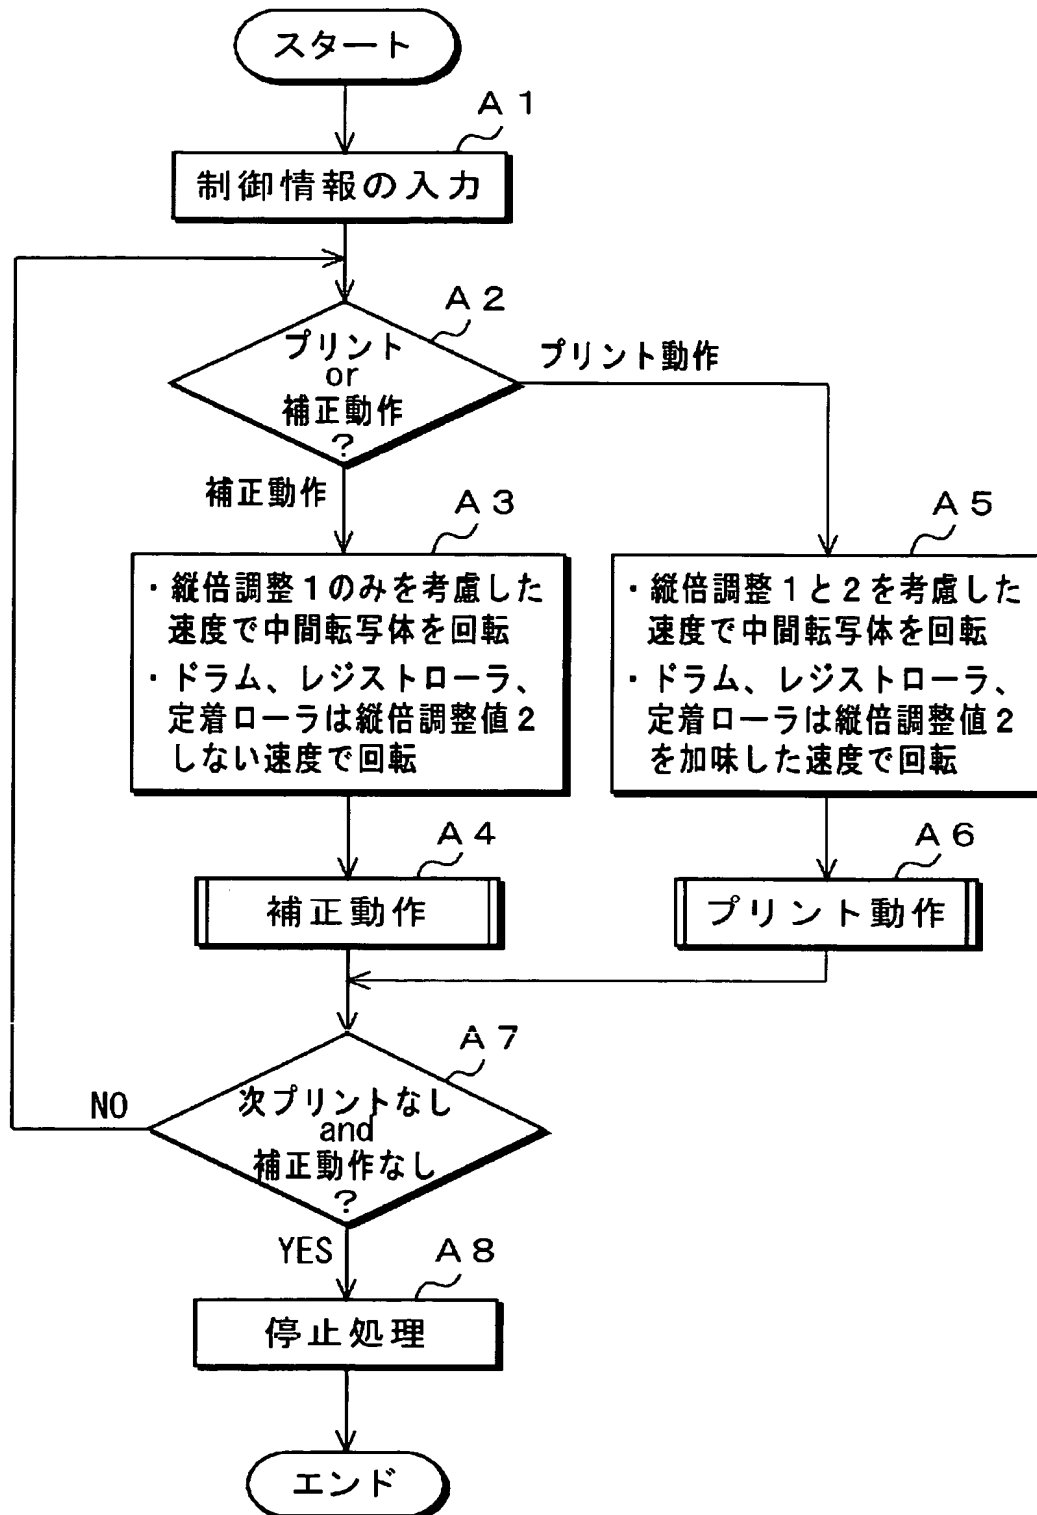 スタート
A1
制御情報の入力
A2
プリント
or
補正動作
?
プリント動作
補正動作
A3
・縦倍調整1のみを考慮した
速度で中間転写体を回転
・ドラム、レジストローラ、
定着ローラは縦倍調整値2
しない速度で回転
A5
・縦倍調整1と2を考慮した
速度で中間転写体を回転
・ドラム、レジストローラ、
定着ローラは縦倍調整値2
を加味した速度で回転
A4
補正動作
A6
プリント動作
A7
次プリントなし
and
補正動作なし
?
NO
YES
A8
停止処理
エンド